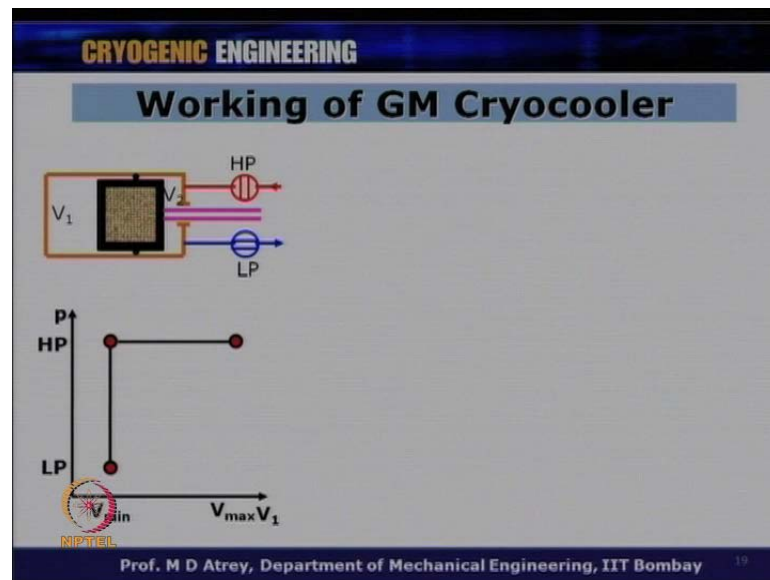 CRYOGENIC ENGINEERING
Working of GM Cryocooler
HP
V₁
V₂
LP
p
HP
LP
Vmin
Vmax V₁
NPTEL
Prof. M D Atrey, Department of Mechanical Engineering, IIT Bombay
19